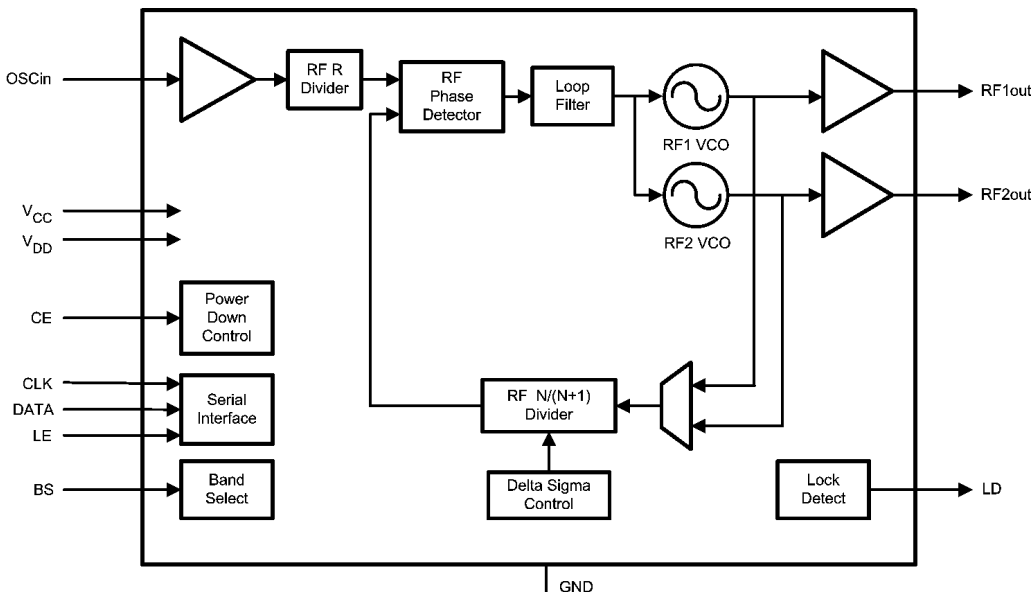 OSCin
RF R
Divider
RF
Phase
Detector
Loop
Filter
RF1 VCO
RF1out
RF2 VCO
RF2out
VCC
VDD
CE
Power
Down
Control
CLK
DATA
LE
Serial
Interface
RF N/(N+1)
Divider
BS
Band
Select
Delta Sigma
Control
Lock
Detect
LD
GND